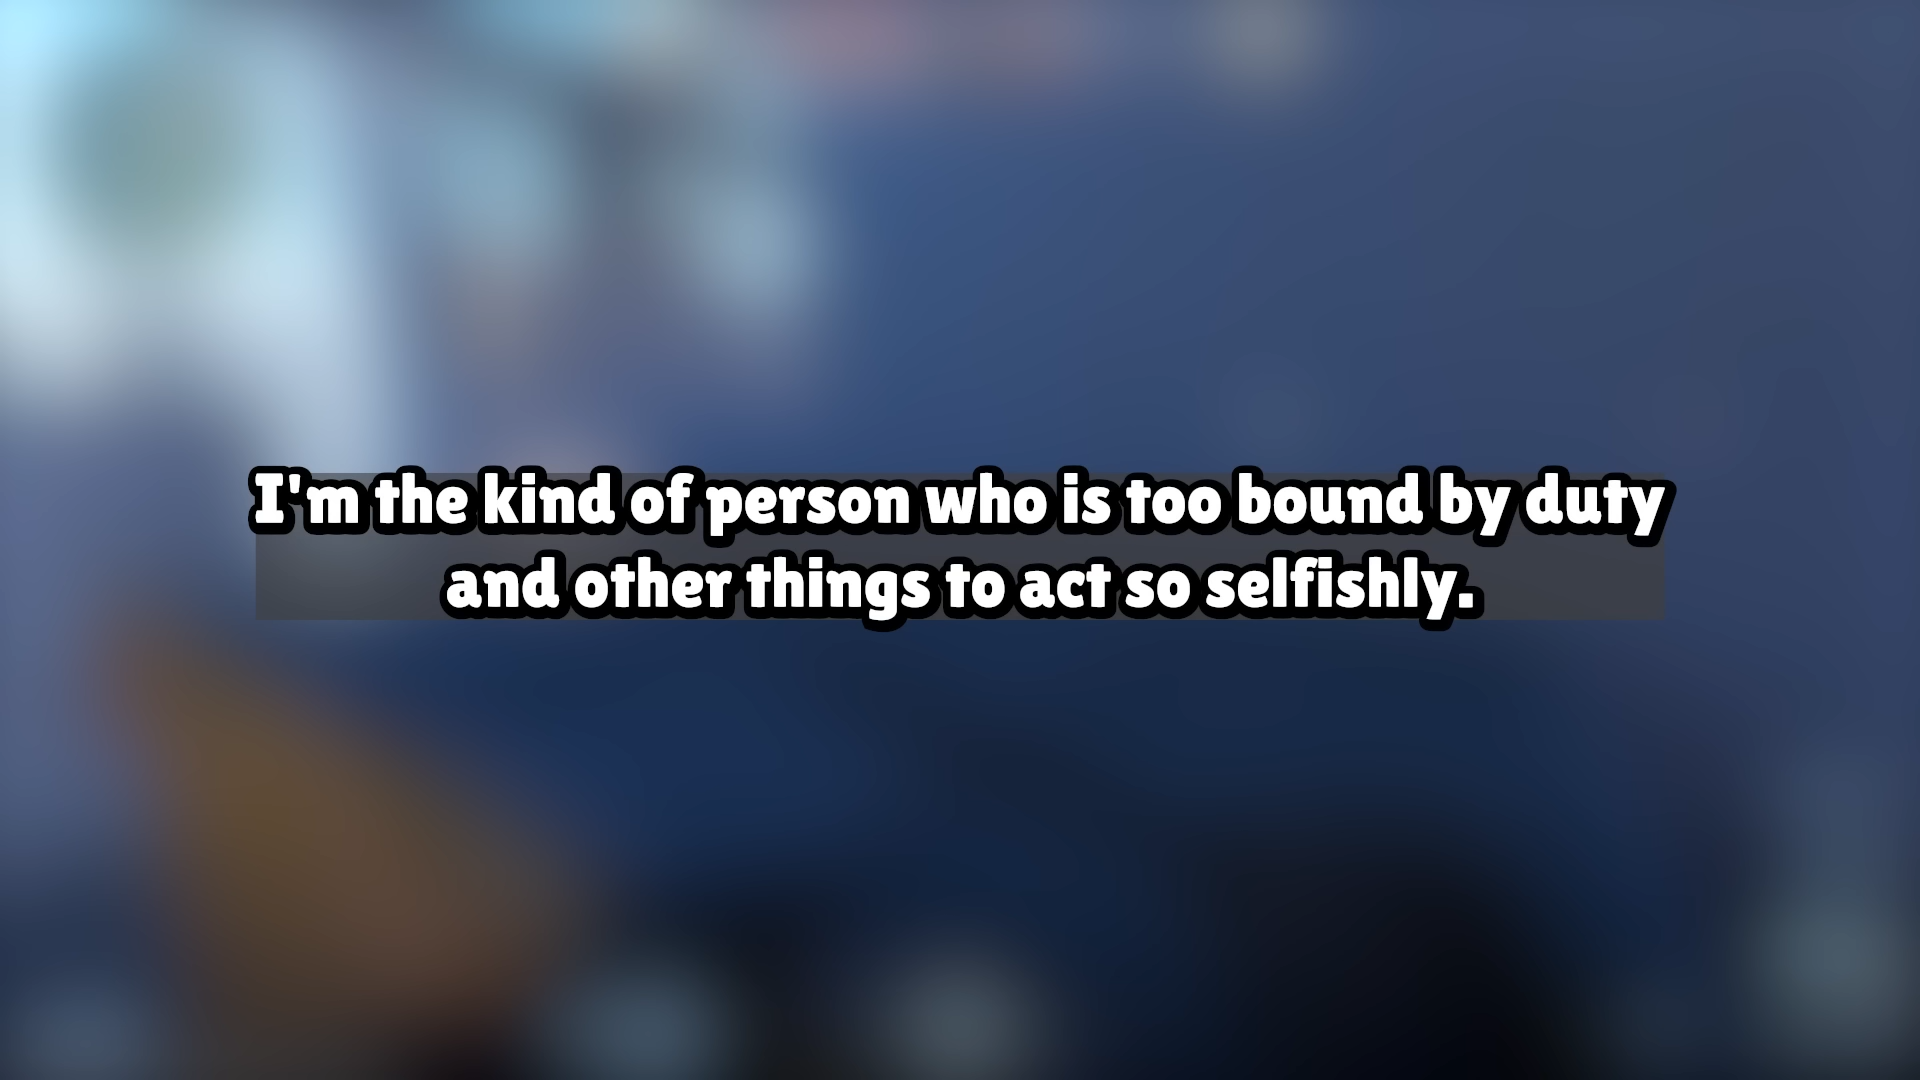 I'm the kind of person who is too bound by duty
and other things to act so selfishly.